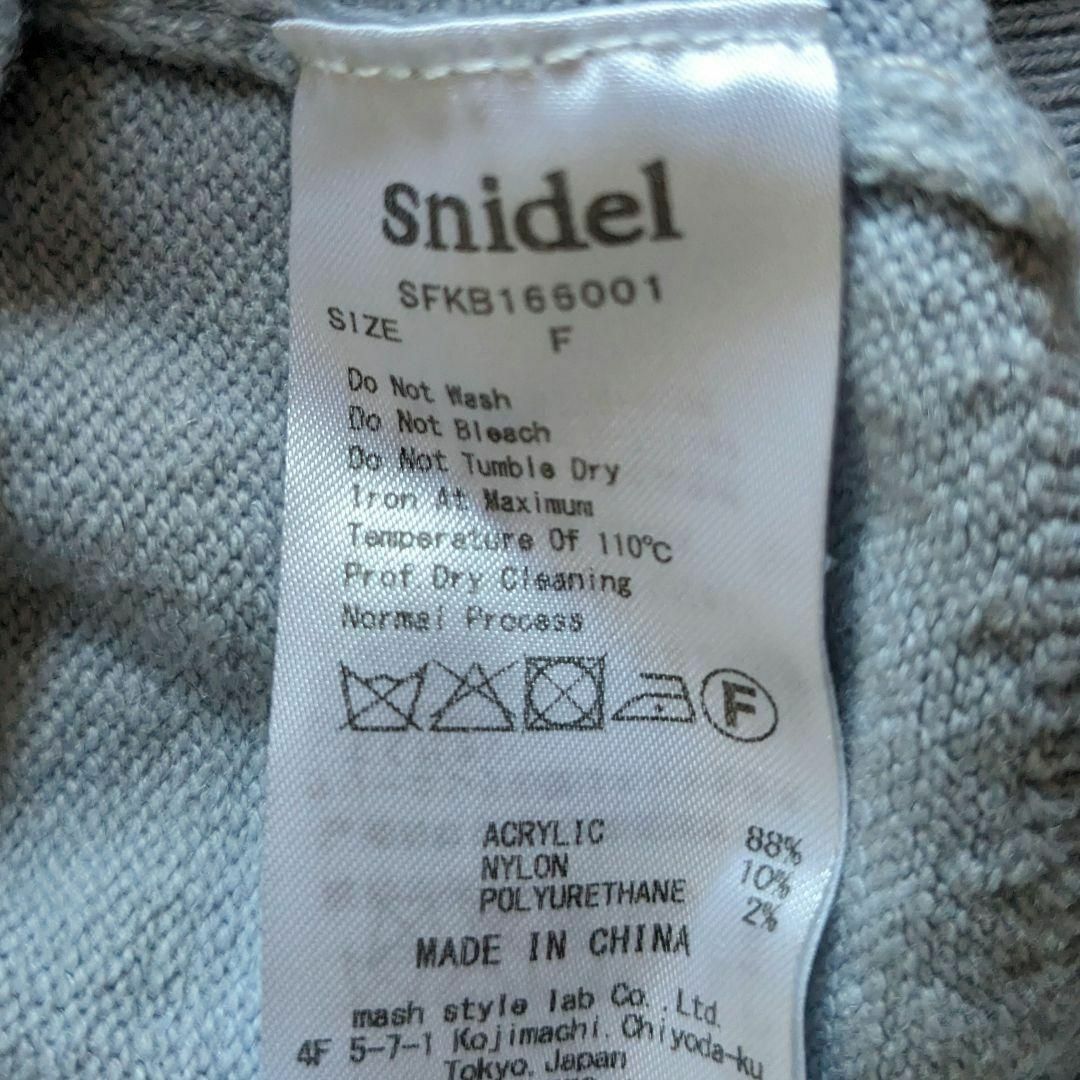 Snidel
SFKB166001
SIZE F
Do Not Wash
Do Not Bleach
Do Not Tumble Dry
Iron At Maximum
Temperature Of 110℃
Prof Dry Cleaning
Normal Process
F
ACRYLIC 88%
NYLON 10%
POLYURETHANE 2%
MADE IN CHINA
mash style lab Co.,Ltd.
4F 5-7-1 Kojimachi. Chiyoda-ku
Tokyo. Japan